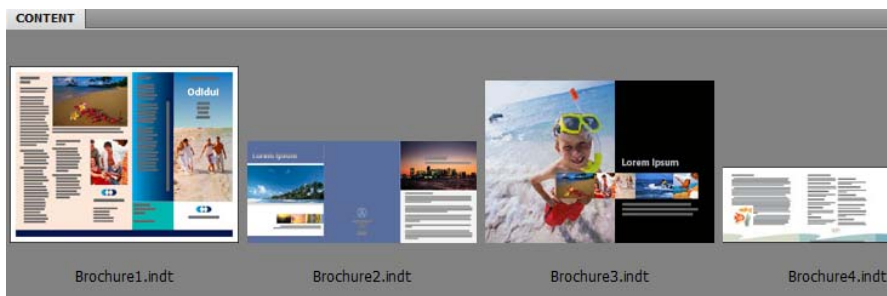 CONTENT
OdIduI
Lorem Ipsum
Lorem Ipsum
Brochure1.indt
Brochure2.indt
Brochure3.indt
Brochure4.indt